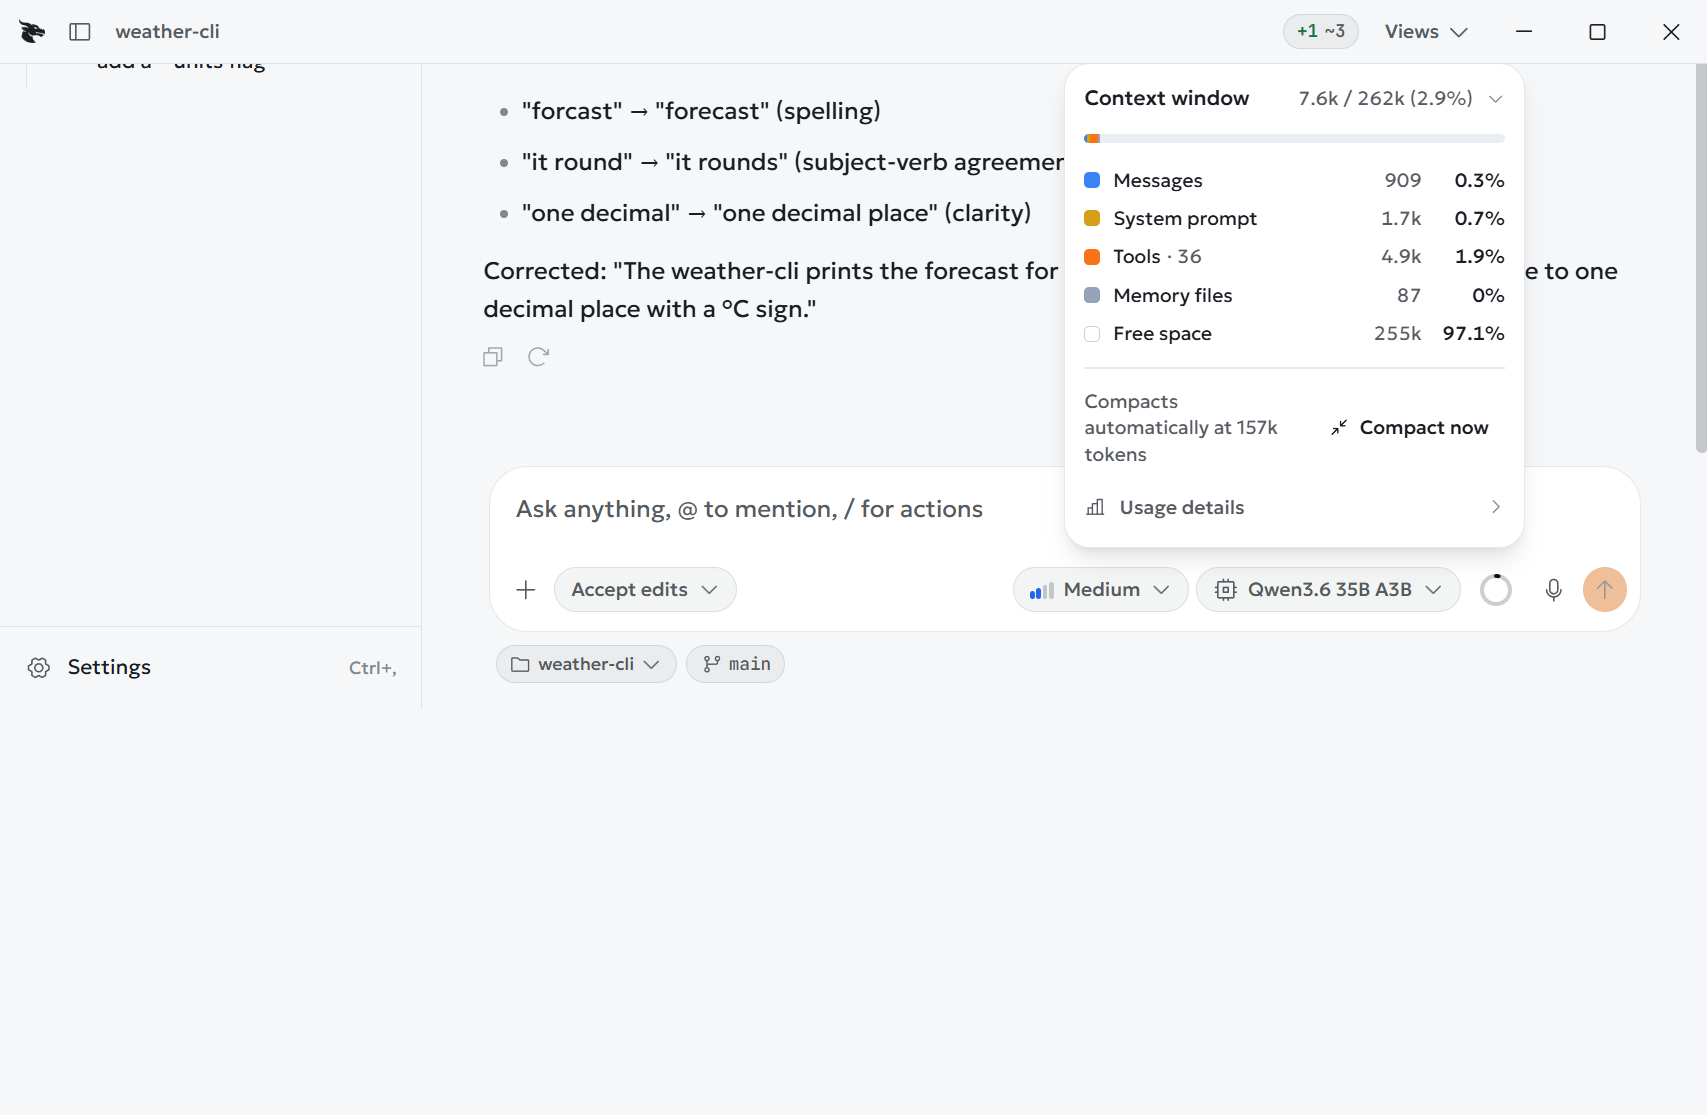 weather-cli
+1 ~3
Views
add a --units flag
"forcast" → "forecast" (spelling)
"it round" → "it rounds" (subject-verb agreemen
"one decimal" → "one decimal place" (clarity)
Corrected: "The weather-cli prints the forecast for
e to one
decimal place with a °C sign."
Context window 7.6k / 262k (2.9%)
Messages 909 0.3%
System prompt 1.7k 0.7%
Tools · 36 4.9k 1.9%
Memory files 87 0%
Free space 255k 97.1%
Compacts
automatically at 157k
tokens
Compact now
Usage details
Ask anything, @ to mention, / for actions
Accept edits
Medium
Qwen3.6 35B A3B
weather-cli
main
Settings Ctrl+,